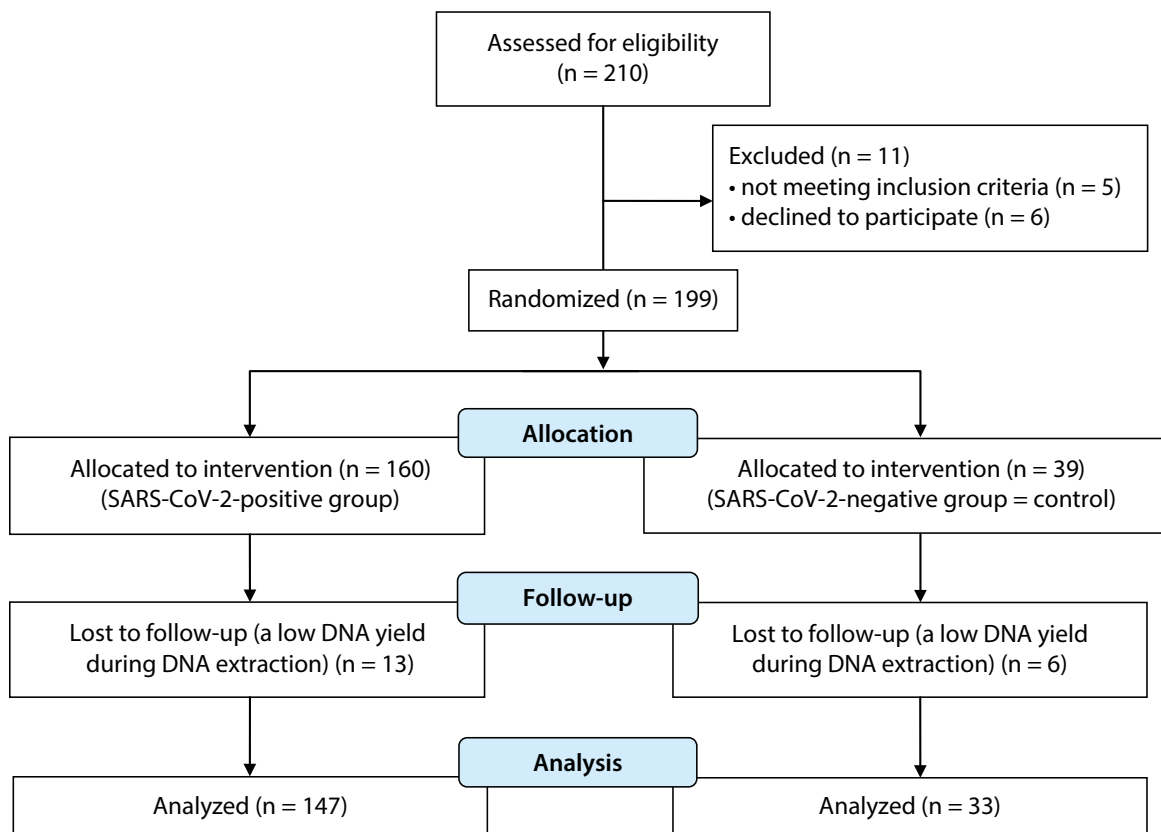 Assessed for eligibility
(n = 210)
Excluded (n = 11)
• not meeting inclusion criteria (n = 5)
• declined to participate (n = 6)
Randomized (n = 199)
Allocation
Allocated to intervention (n = 160)
(SARS-CoV-2-positive group)
Allocated to intervention (n = 39)
(SARS-CoV-2-negative group = control)
Follow-up
Lost to follow-up (a low DNA yield
during DNA extraction) (n = 13)
Lost to follow-up (a low DNA yield
during DNA extraction) (n = 6)
Analysis
Analyzed (n = 147)
Analyzed (n = 33)